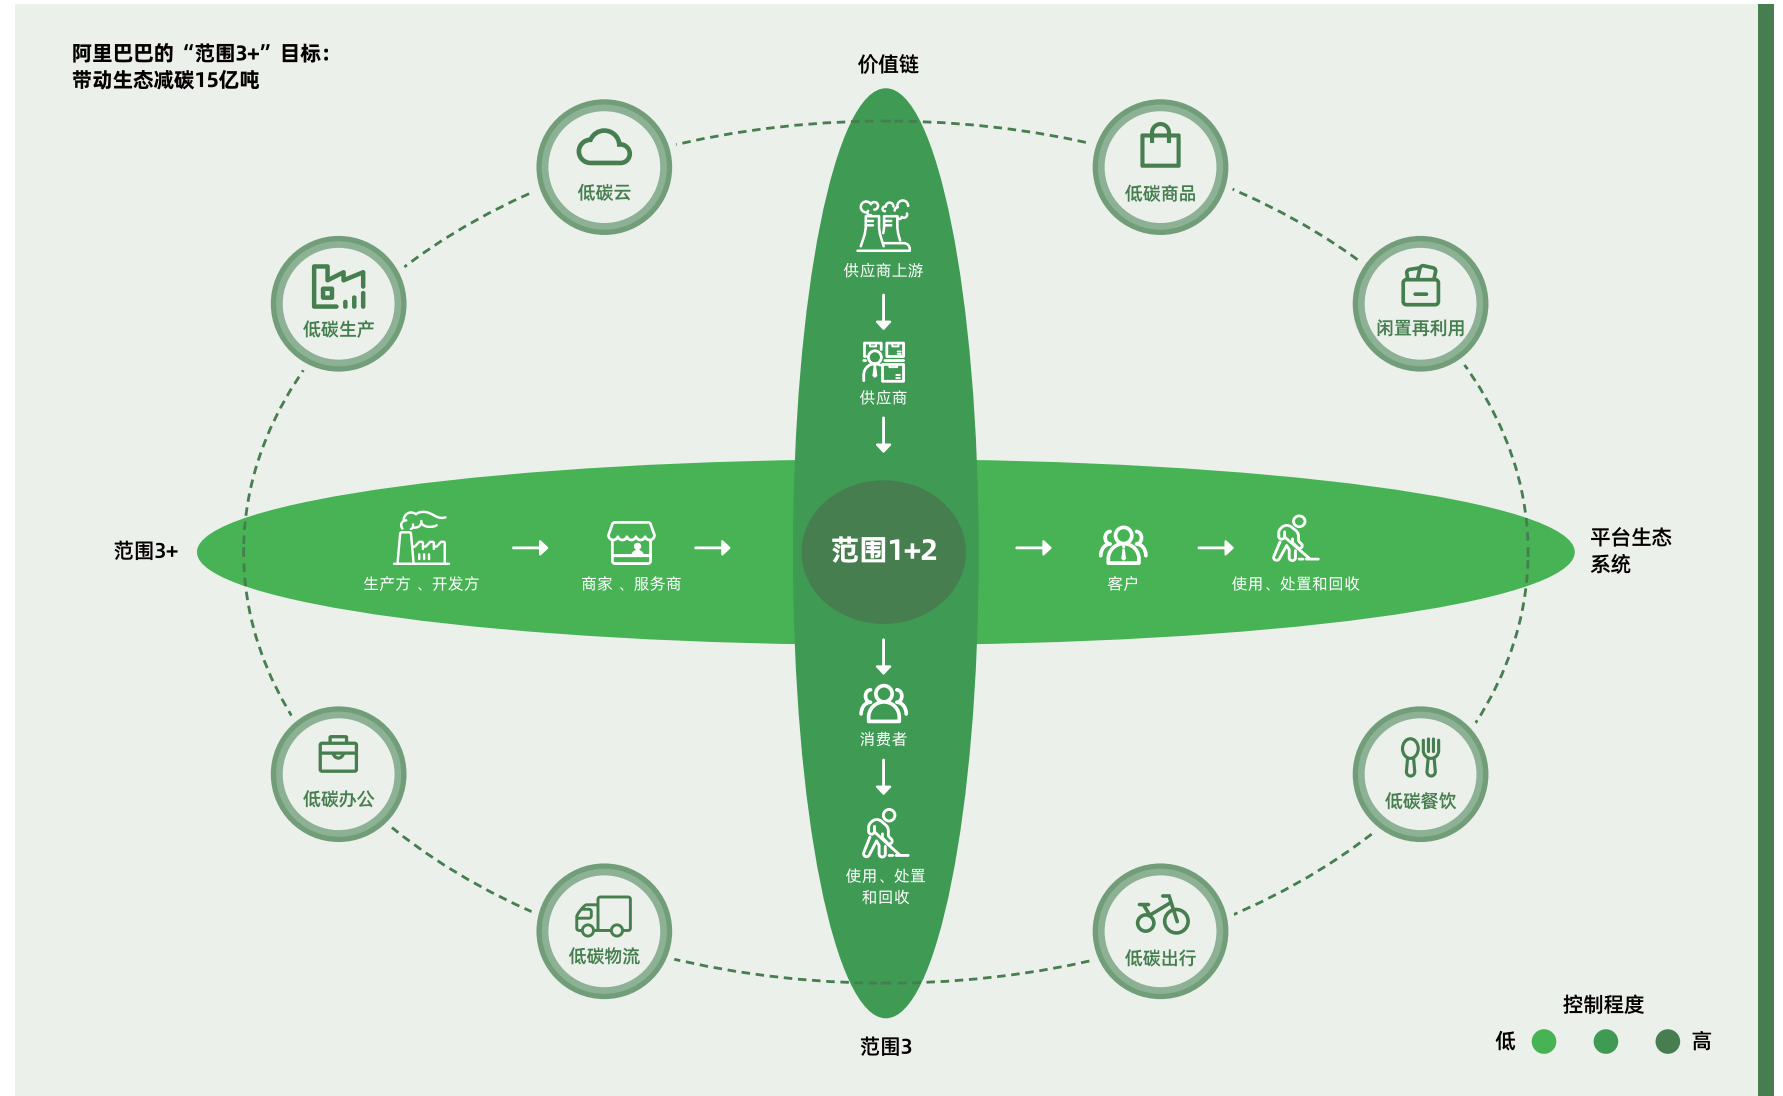 阿里巴巴的“范围3+”目标：
带动生态减碳15亿吨
价值链
低碳云
低碳商品
低碳生产
闲置再利用
供应商上游
供应商
范围3+
生产方、开发方
商家、服务商
范围1+2
客户
使用、处置和回收
平台生态
系统
消费者
使用、处置
和回收
低碳办公
低碳餐饮
低碳物流
低碳出行
范围3
控制程度
低
高